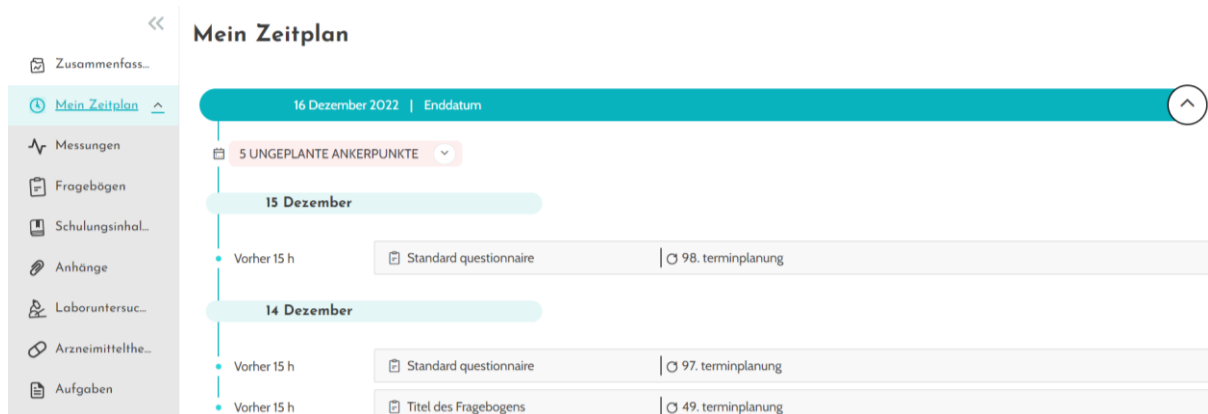 Mein Zeitplan
Zusammenfass...
Mein Zeitplan
Messungen
Fragebögen
Schulungsinhal...
Anhänge
Laboruntersuc...
Arzneimittelthe...
Aufgaben
16 Dezember 2022 | Enddatum
5 UNGEPLANTE ANKERPUNKTE
15 Dezember
Vorher 15 h Standard questionnaire 98. terminplanung
14 Dezember
Vorher 15 h Standard questionnaire 97. terminplanung
Vorher 15 h Titel des Fragebogens 49. terminplanung